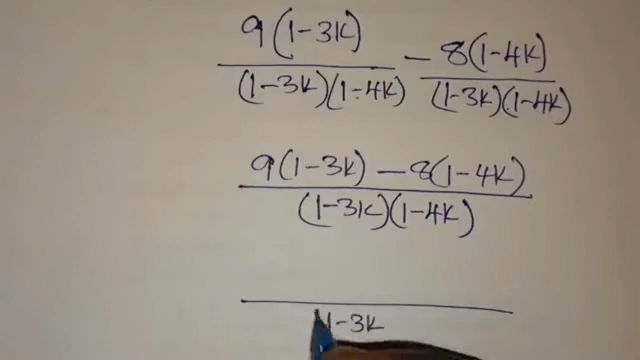 9(1-3k) - 8(1-4k)
(1-3k)(1-4k) (1-3k)(1-4k)
9(1-3k) - 8(1-4k)
(1-3k)(1-4k)
1-3k